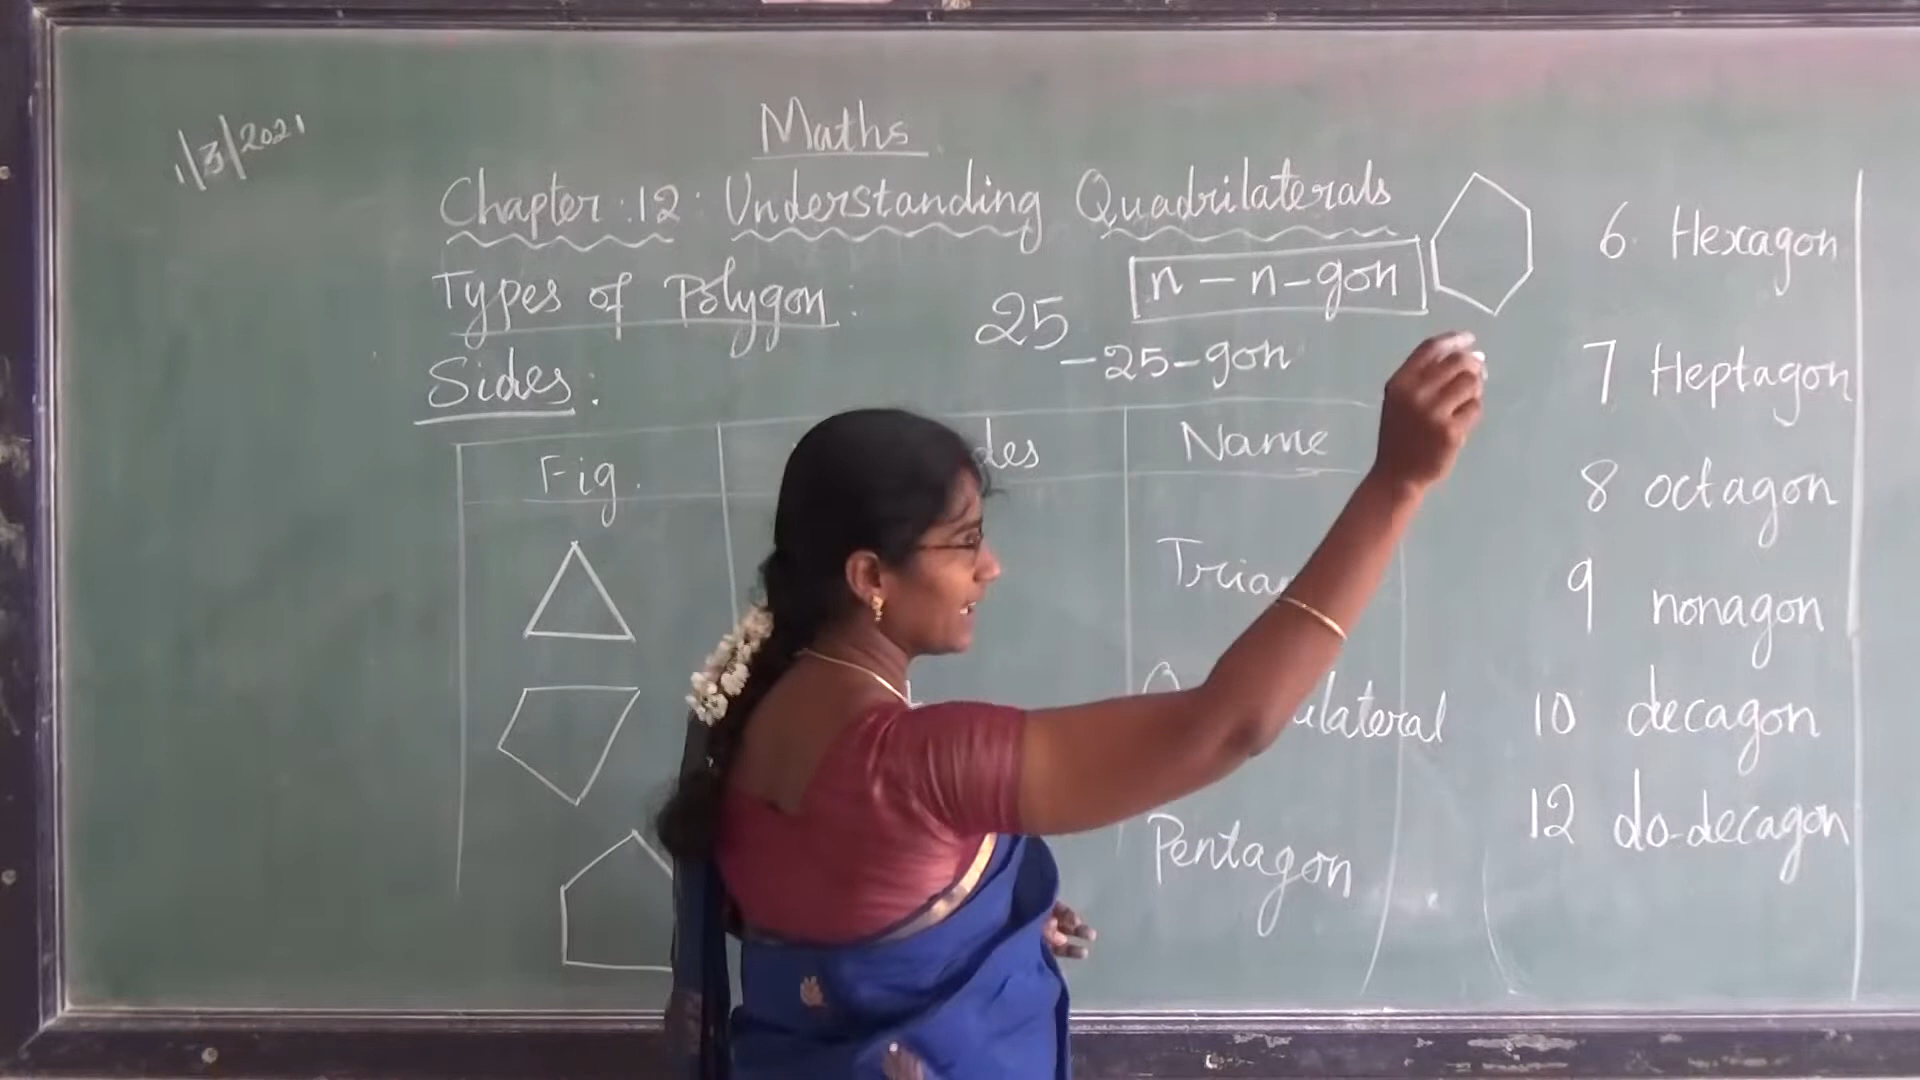 1/3/2021
Maths
Chapter : 12 : Understanding Quadrilaterals
Types of Polygon :
n - n-gon
25 - 25-gon
Sides :
Fig.
Name
Pentagon
6 Hexagon
7 Heptagon
8 octagon
9 nonagon
10 decagon
12 do-decagon